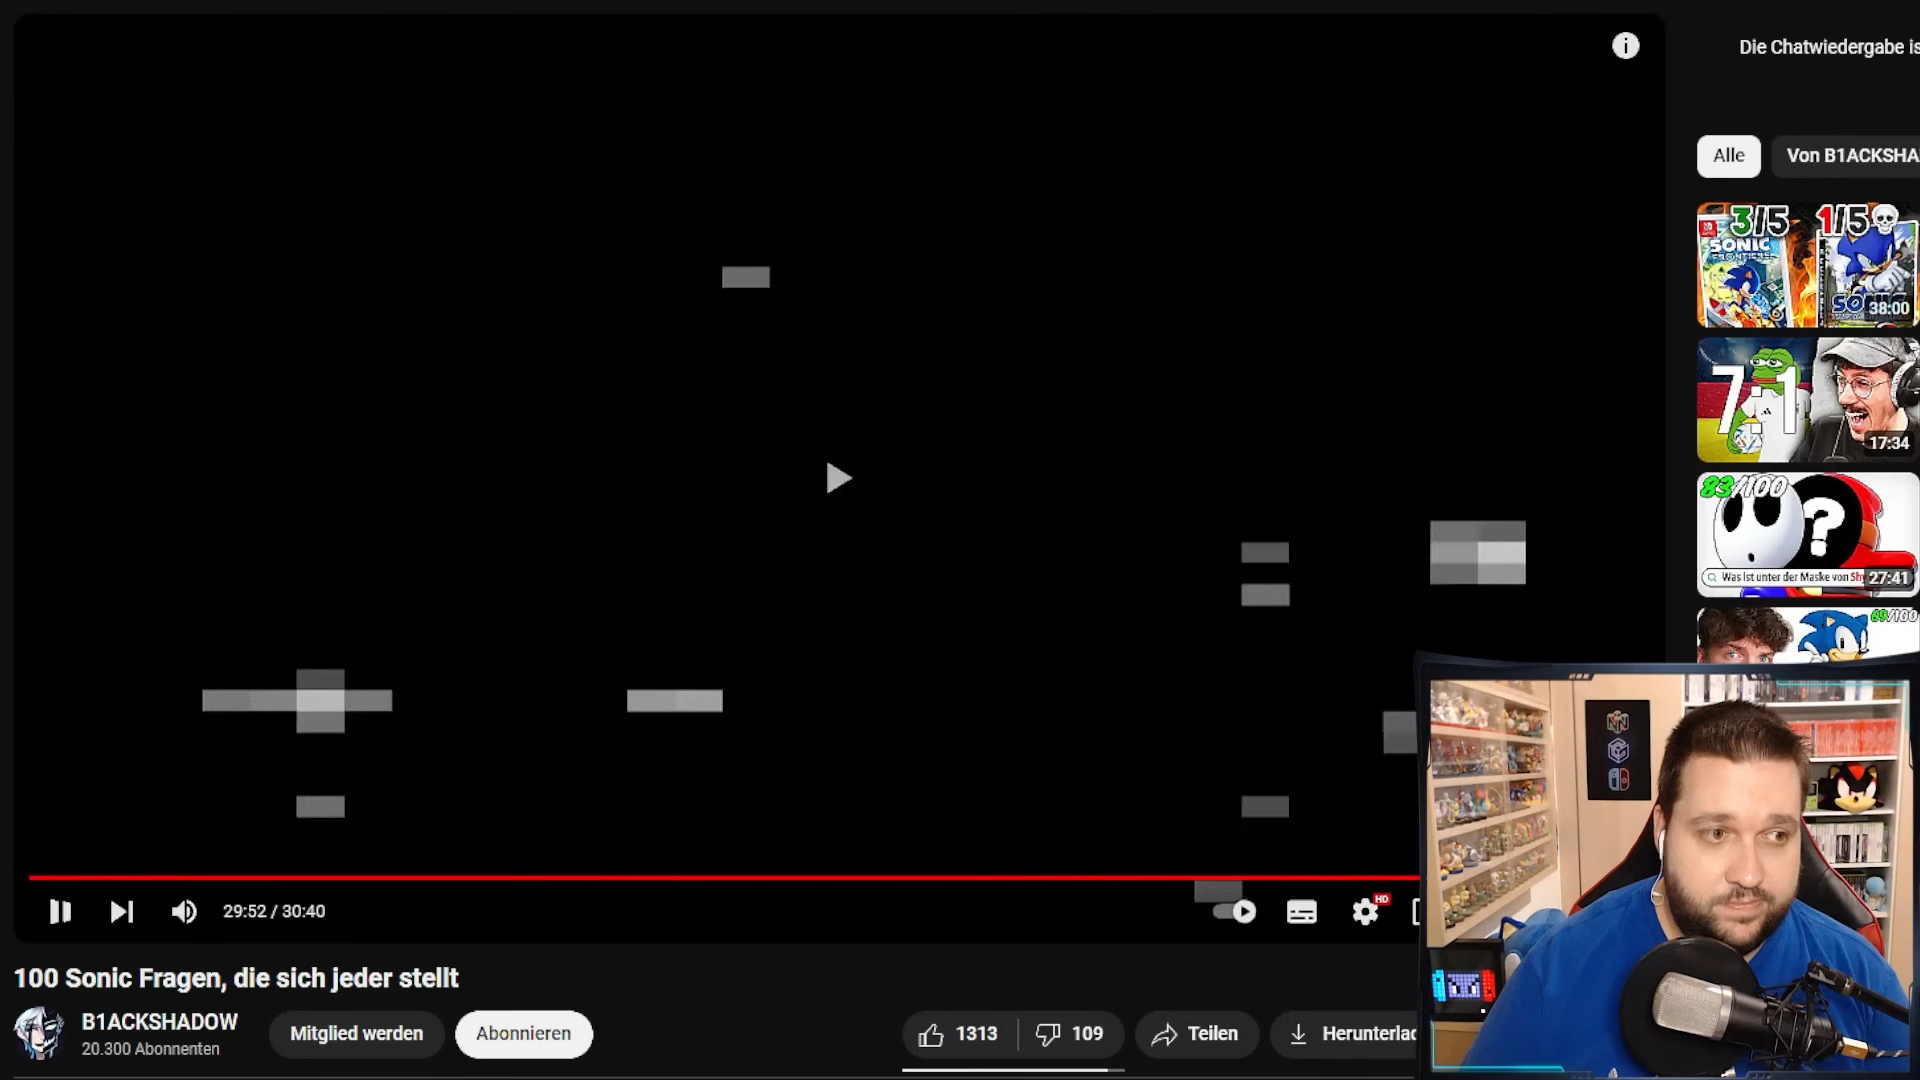 Die Chatwiedergabe is
Alle
Von B1ACKSHA
3/5 1/5
SONIC
FRONTIERS
SONIC
38:00
7:1
17:34
83/100
?
Was ist unter der Maske von Sh
27:41
69/100
29:52 / 30:40
HD
100 Sonic Fragen, die sich jeder stellt
B1ACKSHADOW
20.300 Abonnenten
Mitglied werden
Abonnieren
1313
109
Teilen
Herunterlad